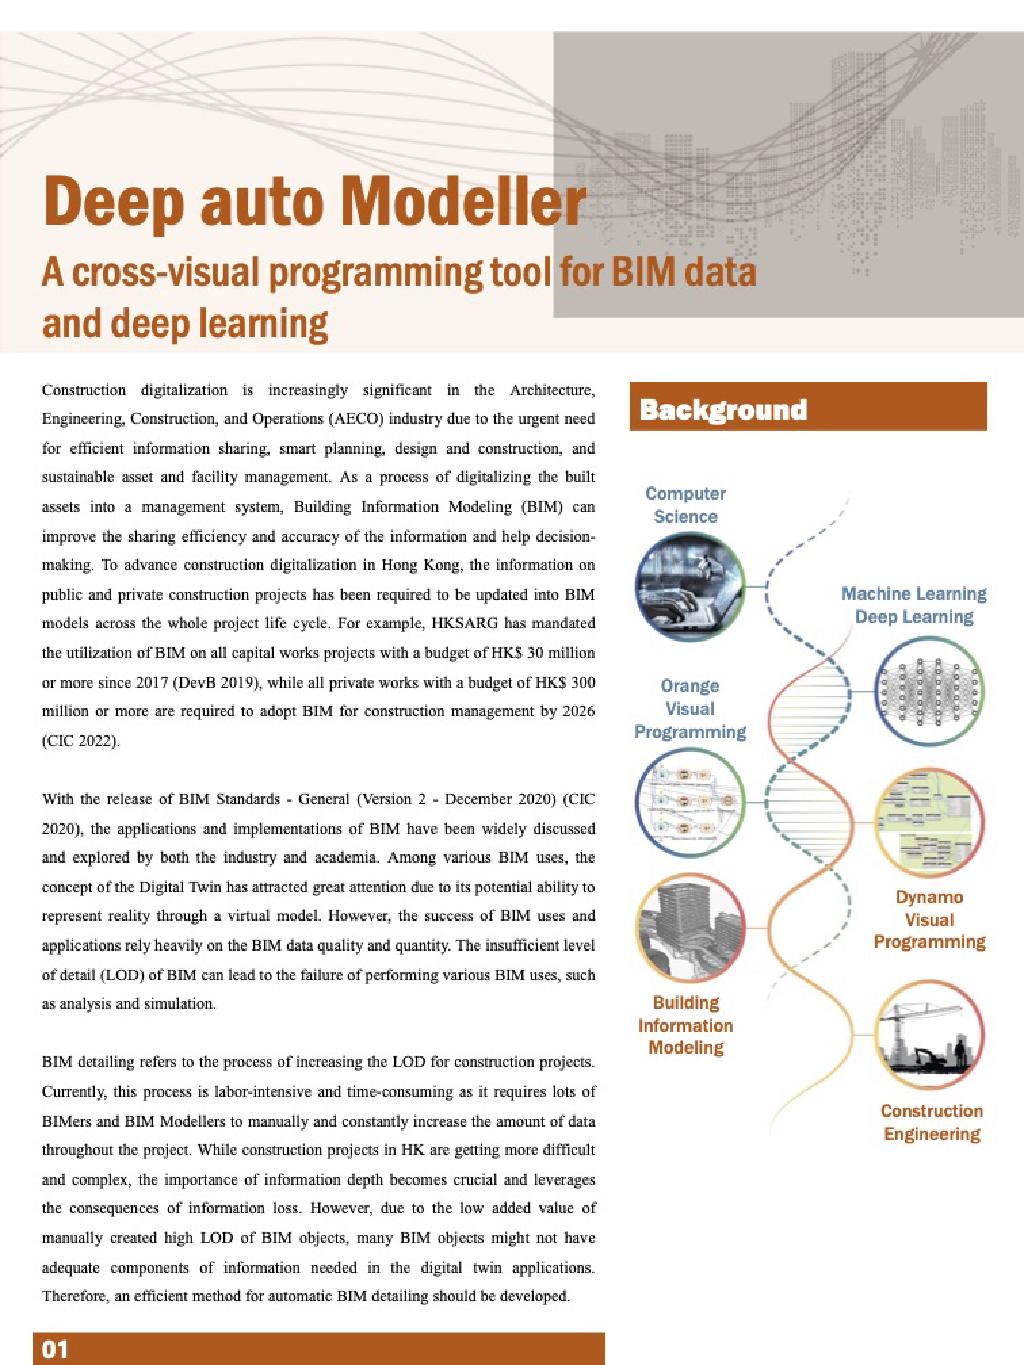 Deep auto Modeller
A cross-visual programming tool for BIM data
and deep learning
Construction digitalization is increasingly significant in the Architecture,
Engineering, Construction, and Operations (AECO) industry due to the urgent need
for efficient information sharing, smart planning, design and construction, and
sustainable asset and facility management. As a process of digitalizing the built
assets into a management system, Building Information Modeling (BIM) can
improve the sharing efficiency and accuracy of the information and help decision-
making. To advance construction digitalization in Hong Kong, the information on
public and private construction projects has been required to be updated into BIM
models across the whole project life cycle. For example, HKSARG has mandated
the utilization of BIM on all capital works projects with a budget of HK$ 30 million
or more since 2017 (DevB 2019), while all private works with a budget of HK$ 300
million or more are required to adopt BIM for construction management by 2026
(CIC 2022).
With the release of BIM Standards - General (Version 2 - December 2020) (CIC
2020), the applications and implementations of BIM have been widely discussed
and explored by both the industry and academia. Among various BIM uses, the
concept of the Digital Twin has attracted great attention due to its potential ability to
represent reality through a virtual model. However, the success of BIM uses and
applications rely heavily on the BIM data quality and quantity. The insufficient level
of detail (LOD) of BIM can lead to the failure of performing various BIM uses, such
as analysis and simulation.
BIM detailing refers to the process of increasing the LOD for construction projects.
Currently, this process is labor-intensive and time-consuming as it requires lots of
BIMers and BIM Modellers to manually and constantly increase the amount of data
throughout the project. While construction projects in HK are getting more difficult
and complex, the importance of information depth becomes crucial and leverages
the consequences of information loss. However, due to the low added value of
manually created high LOD of BIM objects, many BIM objects might not have
adequate components of information needed in the digital twin applications.
Therefore, an efficient method for automatic BIM detailing should be developed.
01
Background
Computer
Science
Machine Learning
Deep Learning
Orange
Visual
Programming
Dynamo
Visual
Programming
Building
Information
Modeling
Construction
Engineering